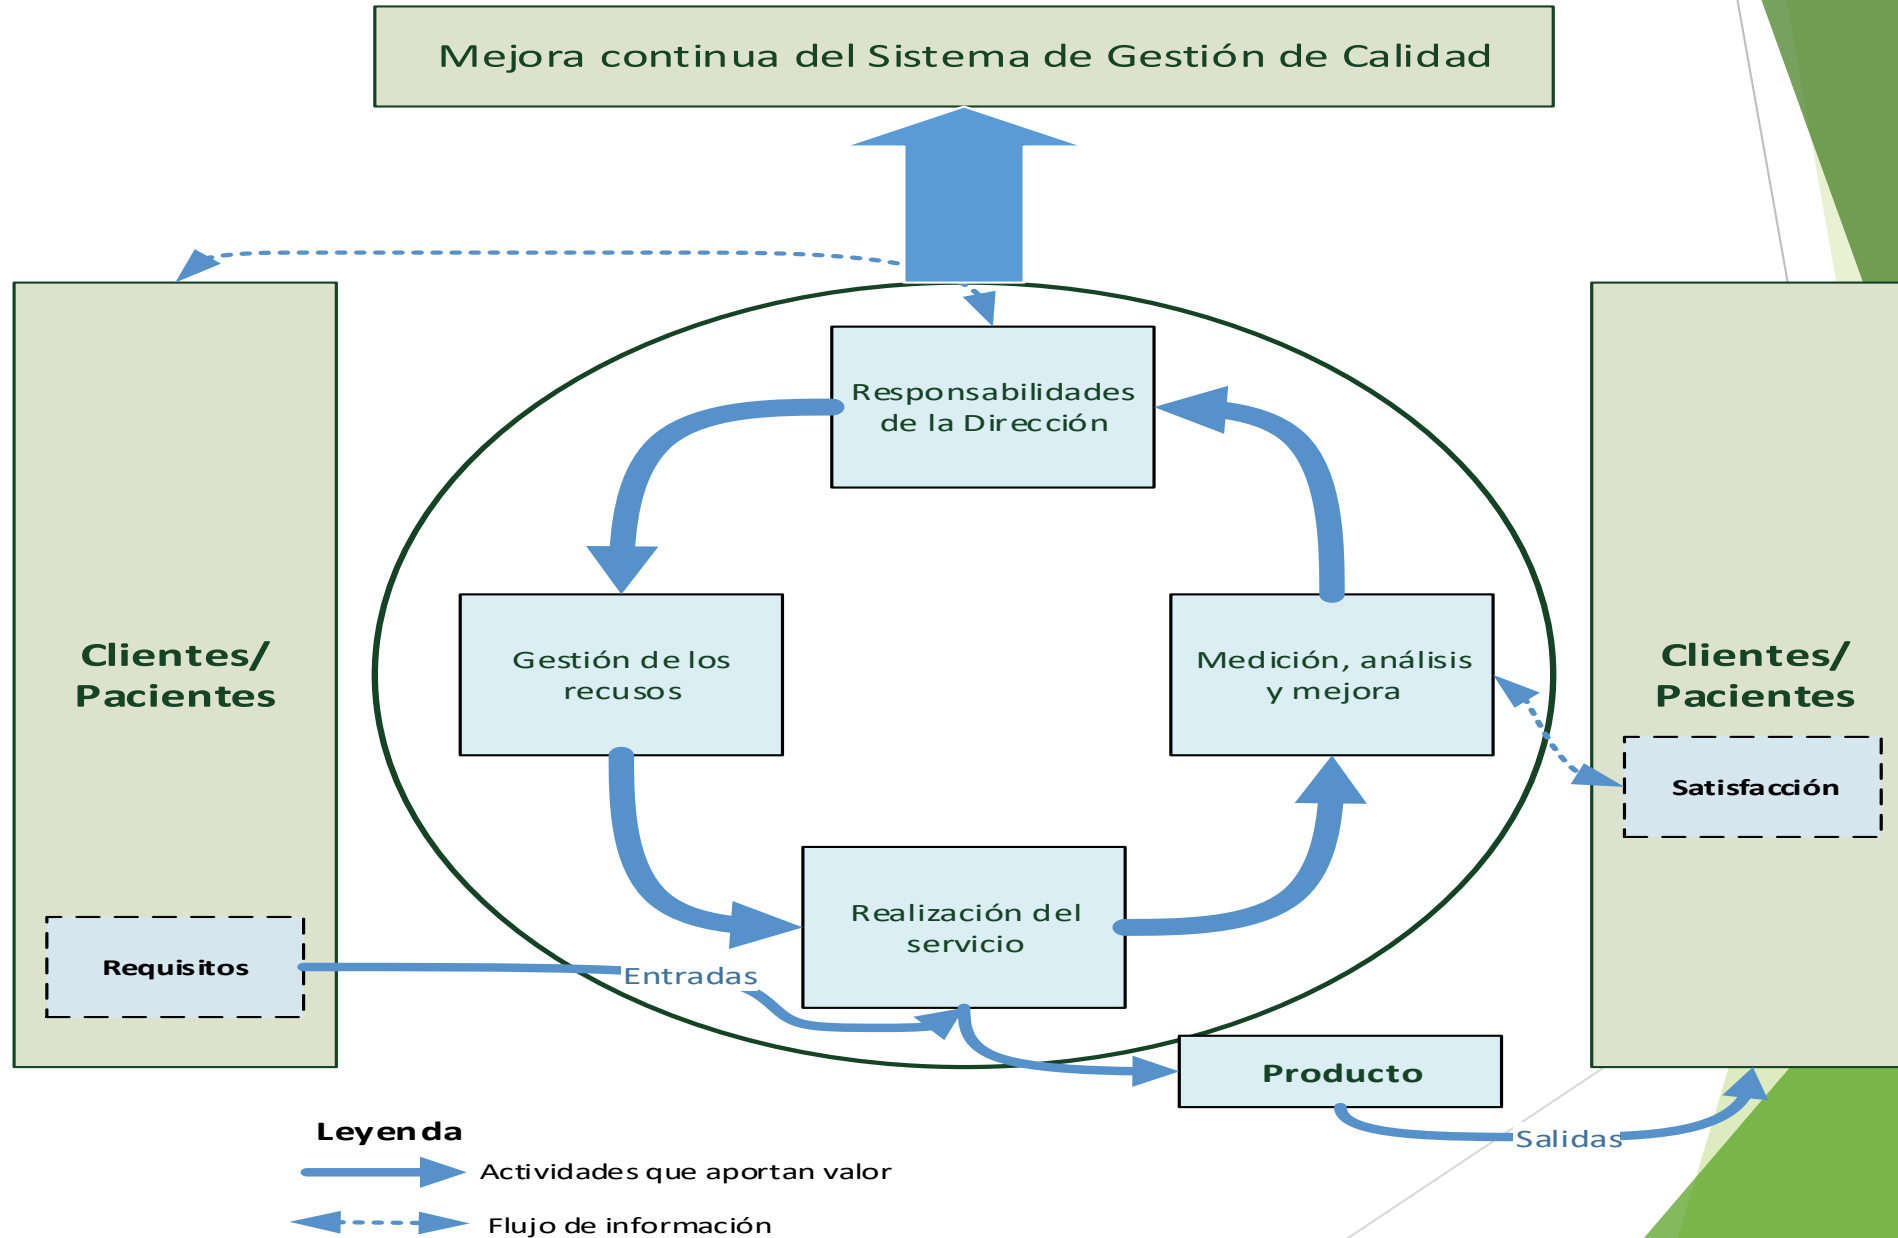 Mejora continua del Sistema de Gestión de Calidad
Responsabilidades
de la Dirección
Clientes/
Pacientes
Gestión de los
recusos
Medición, análisis
y mejora
Clientes/
Pacientes
Satisfacción
Realización del
servicio
Requisitos
Entradas
Producto
Salidas
Leyenda
Actividades que aportan valor
Flujo de información